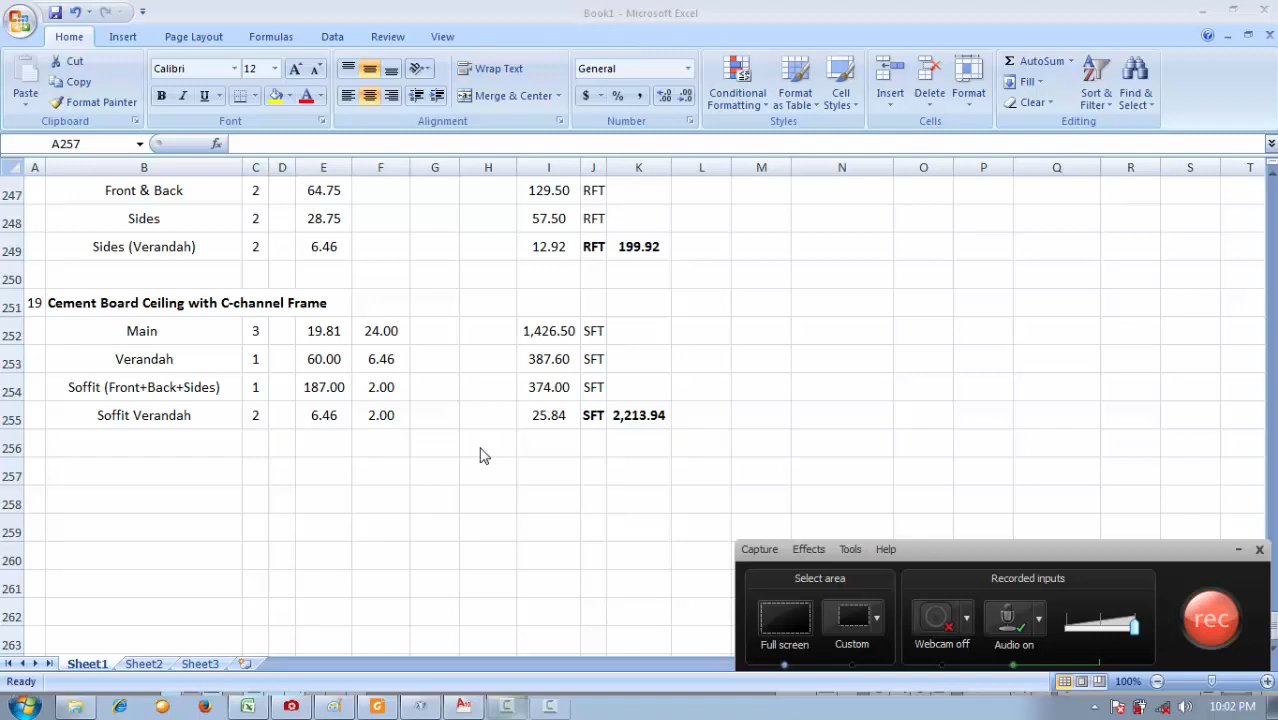 Book1 - Microsoft Excel
Home Insert Page Layout Formulas Data Review View
Cut Calibri 12 Wrap Text General AutoSum
Paste Copy Fill
Format Painter Merge & Center $ % , Conditional Formatting Format as Table Cell Styles Insert Delete Format Clear Sort & Filter Find & Select
Clipboard Font Alignment Number Styles Cells Editing
A257 fx
A B C D E F G H I J K L M N O P Q R S T
247 Front & Back 2 64.75 129.50 RFT
248 Sides 2 28.75 57.50 RFT
249 Sides (Verandah) 2 6.46 12.92 RFT 199.92
250
251 19 Cement Board Ceiling with C-channel Frame
252 Main 3 19.81 24.00 1,426.50 SFT
253 Verandah 1 60.00 6.46 387.60 SFT
254 Soffit (Front+Back+Sides) 1 187.00 2.00 374.00 SFT
255 Soffit Verandah 2 6.46 2.00 25.84 SFT 2,213.94
256
257
258
259
260
261
262
263
Capture Effects Tools Help
Select area Recorded inputs
Full screen Custom Webcam off Audio on rec
Sheet1 Sheet2 Sheet3
Ready 100%
10:02 PM